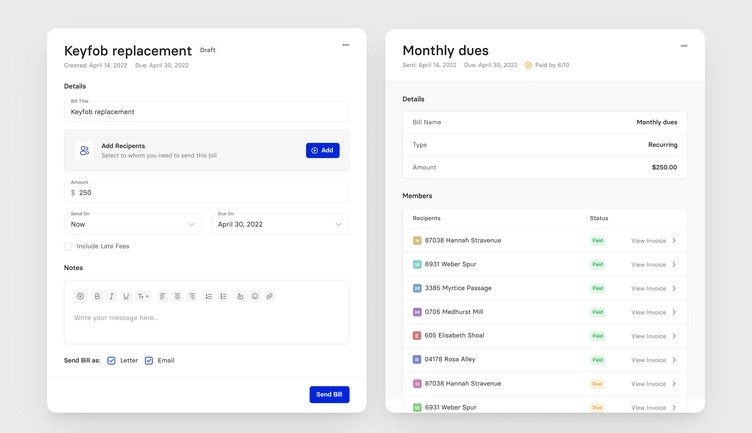 Keyfob replacement Draft
Created: April 14, 2022 Due: April 30, 2022
Details
Bill Title
Keyfob replacement
Add Recipents
Select to whom you need to send this bill
Add
Amount
$ 250
Send On
Now
Due On
April 30, 2022
Include Late Fees
Notes
B I U Tт
Write your message here...
Send Bill as: Letter Email
Send Bill
Monthly dues
Sent: April 14, 2022 Due: April 30, 2022 Paid by 6/10
Details
Bill Name Monthly dues
Type Recurring
Amount $250.00
Members
Recipents Status
H 87038 Hannah Stravenue Paid View Invoice
W 6931 Weber Spur Paid View Invoice
M 3385 Myrtice Passage Paid View Invoice
M 0705 Medhurst Mill Paid View Invoice
E 605 Elisabeth Shoal Paid View Invoice
R 04178 Rosa Alley Paid View Invoice
H 87038 Hannah Stravenue Due View Invoice
W 6931 Weber Spur Due View Invoice